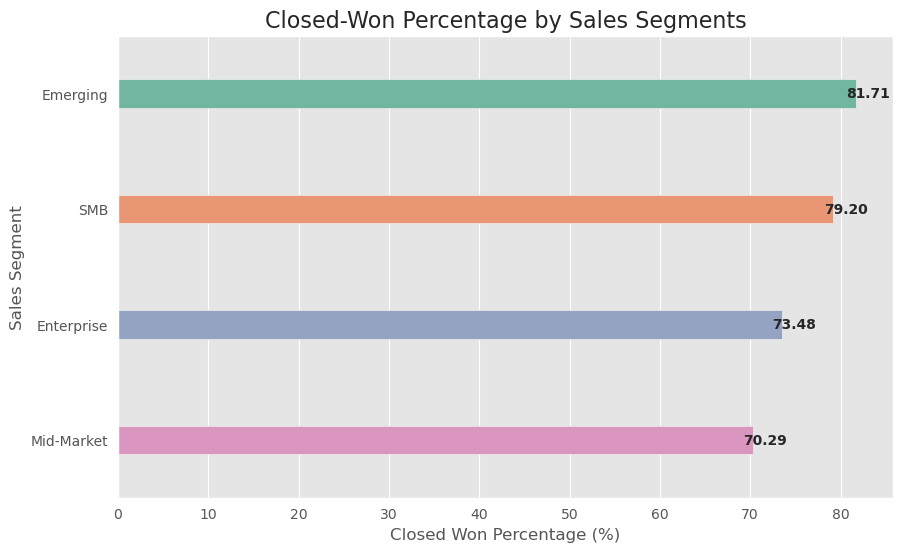 Closed-Won Percentage by Sales Segments
Sales Segment
Emerging
81.71
SMB
79.20
Enterprise
73.48
Mid-Market
70.29
0 10 20 30 40 50 60 70 80
Closed Won Percentage (%)